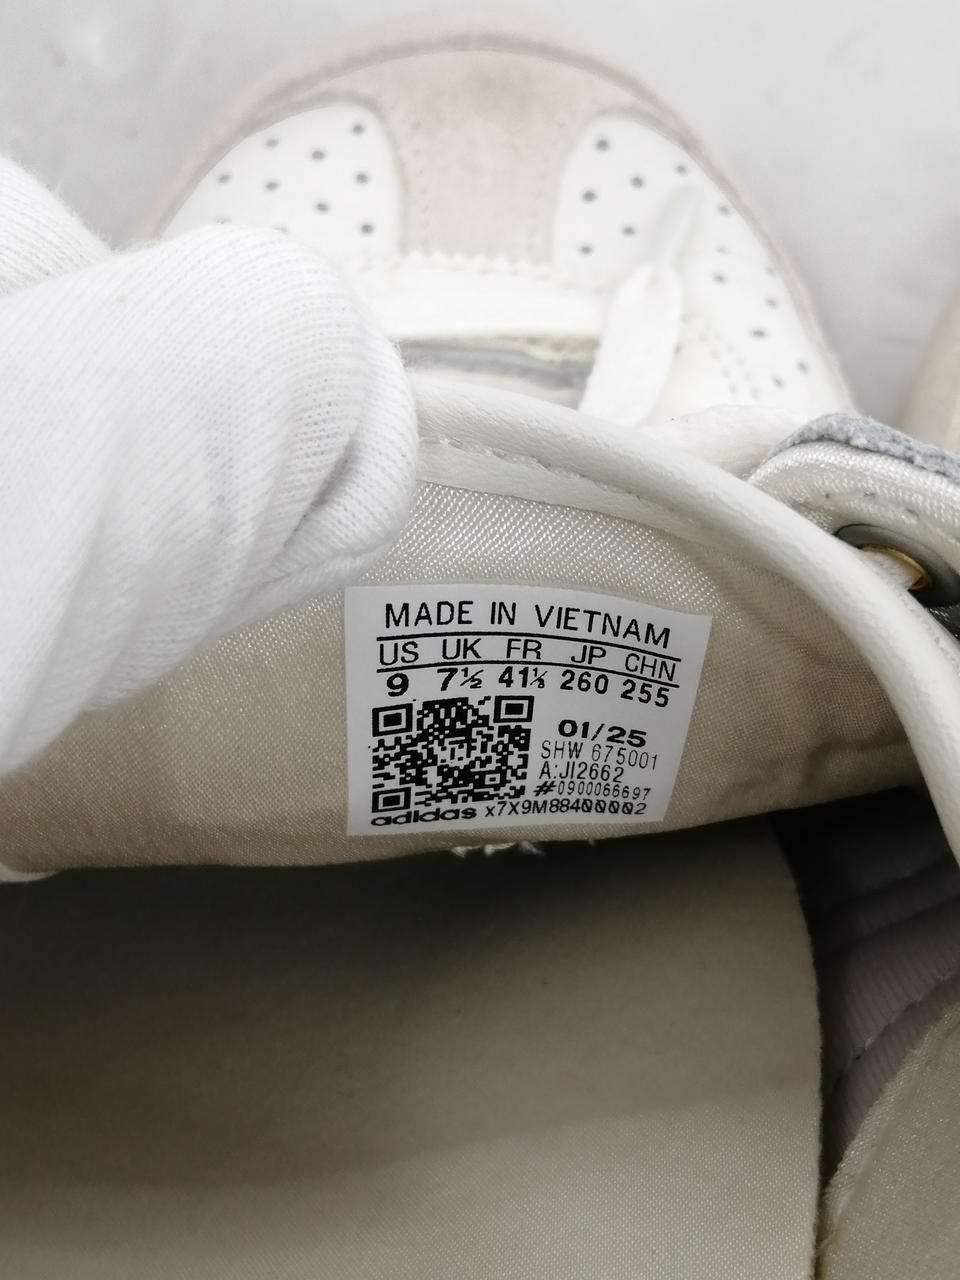 MADE IN VIETNAM
US UK FR JP CHN
9 7½ 41⅓ 260 255
01/25
SHW 675001
A:JI2662
#0900066697
adidas x7X9M88400002